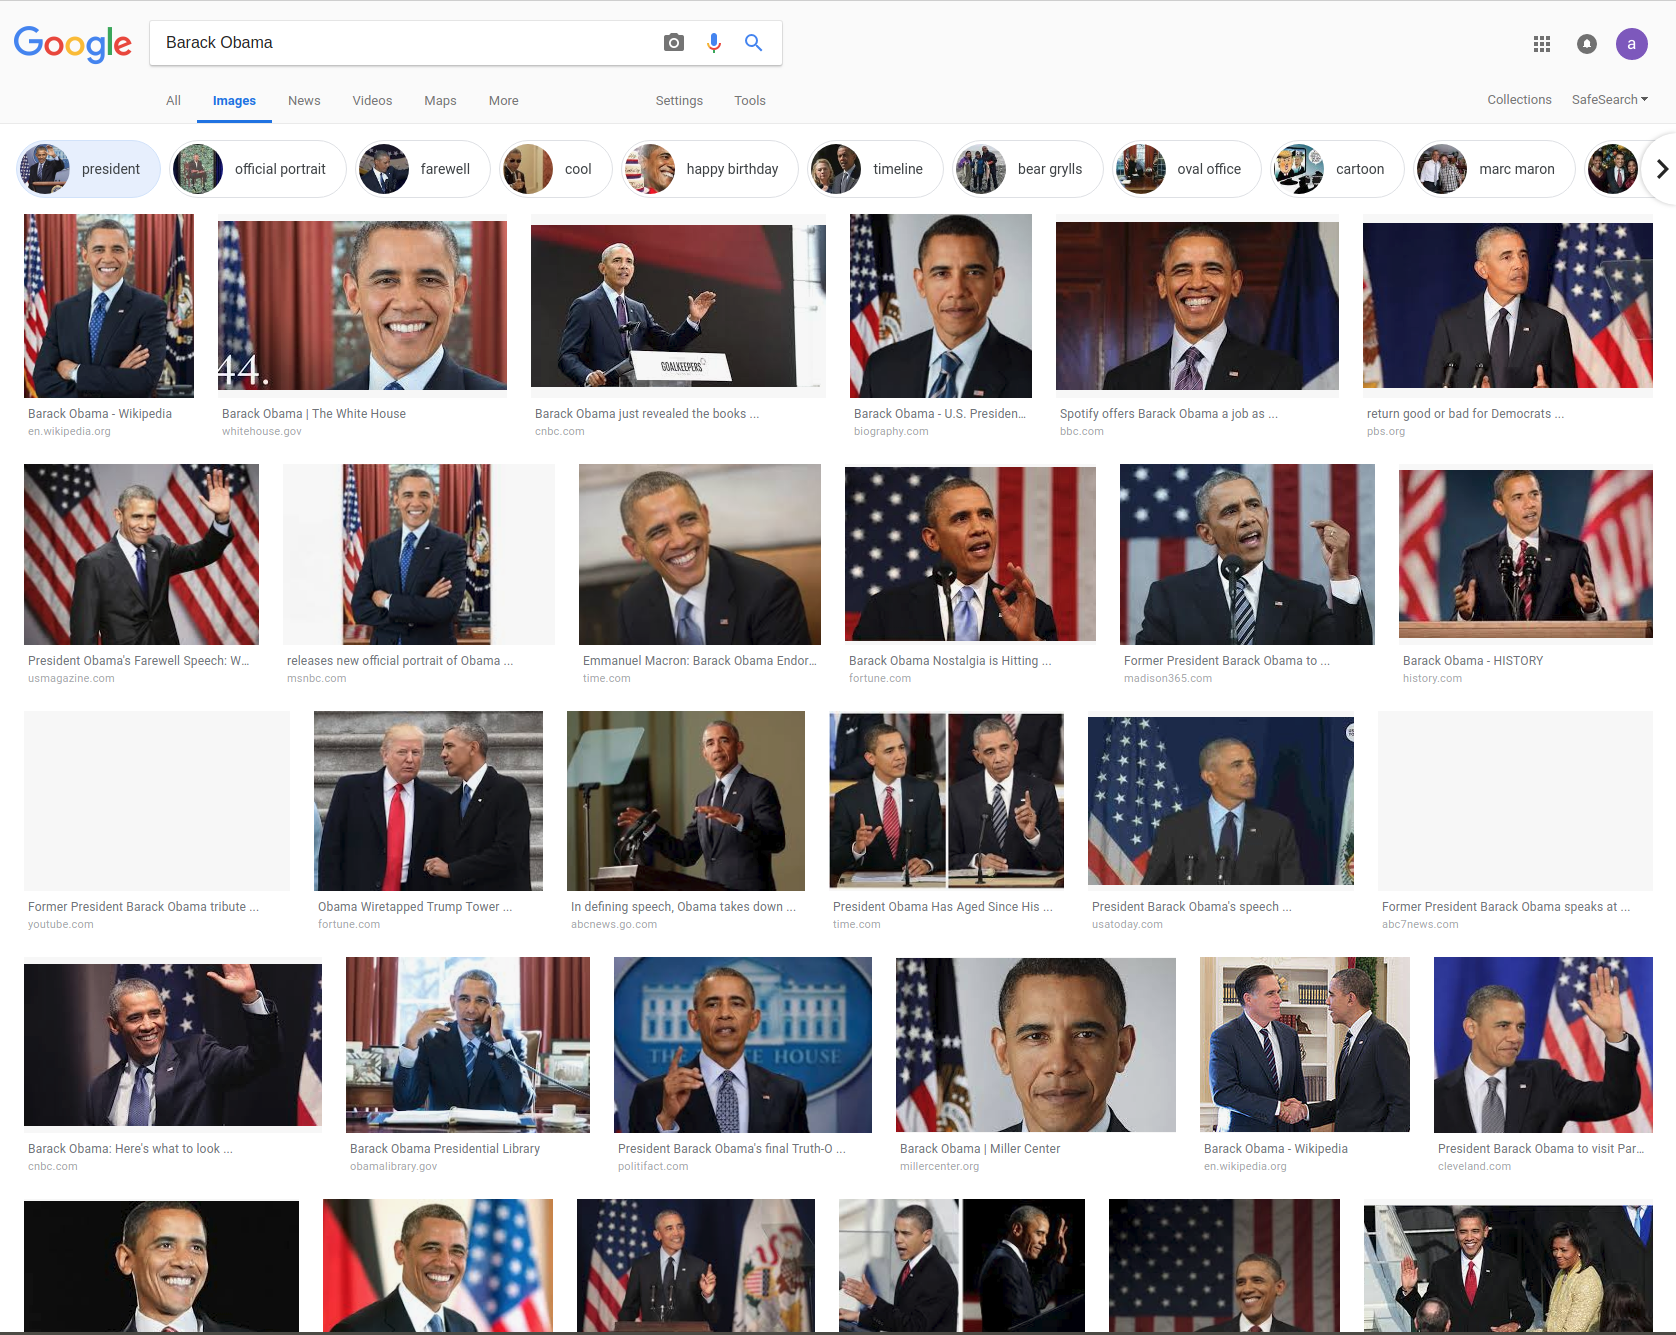 Google
Barack Obama
a
All Images News Videos Maps More Settings Tools Collections SafeSearch
president official portrait farewell cool happy birthday timeline bear grylls oval office cartoon marc maron
44.
GOALKEEPERS
Barack Obama - Wikipedia
en.wikipedia.org
Barack Obama | The White House
whitehouse.gov
Barack Obama just revealed the books ...
cnbc.com
Barack Obama - U.S. Presiden...
biography.com
Spotify offers Barack Obama a job as ...
bbc.com
return good or bad for Democrats ...
pbs.org
President Obama's Farewell Speech: W...
usmagazine.com
releases new official portrait of Obama ...
msnbc.com
Emmanuel Macron: Barack Obama Endor...
time.com
Barack Obama Nostalgia is Hitting ...
fortune.com
Former President Barack Obama to ...
madison365.com
Barack Obama - HISTORY
history.com
Former President Barack Obama tribute ...
youtube.com
Obama Wiretapped Trump Tower ...
fortune.com
In defining speech, Obama takes down ...
abcnews.go.com
President Obama Has Aged Since His ...
time.com
President Barack Obama's speech ...
usatoday.com
Former President Barack Obama speaks at ...
abc7news.com
THE WHITE HOUSE
Barack Obama: Here's what to look ...
cnbc.com
Barack Obama Presidential Library
obamalibrary.gov
President Barack Obama's final Truth-O ...
politifact.com
Barack Obama | Miller Center
millercenter.org
Barack Obama - Wikipedia
en.wikipedia.org
President Barack Obama to visit Par...
cleveland.com